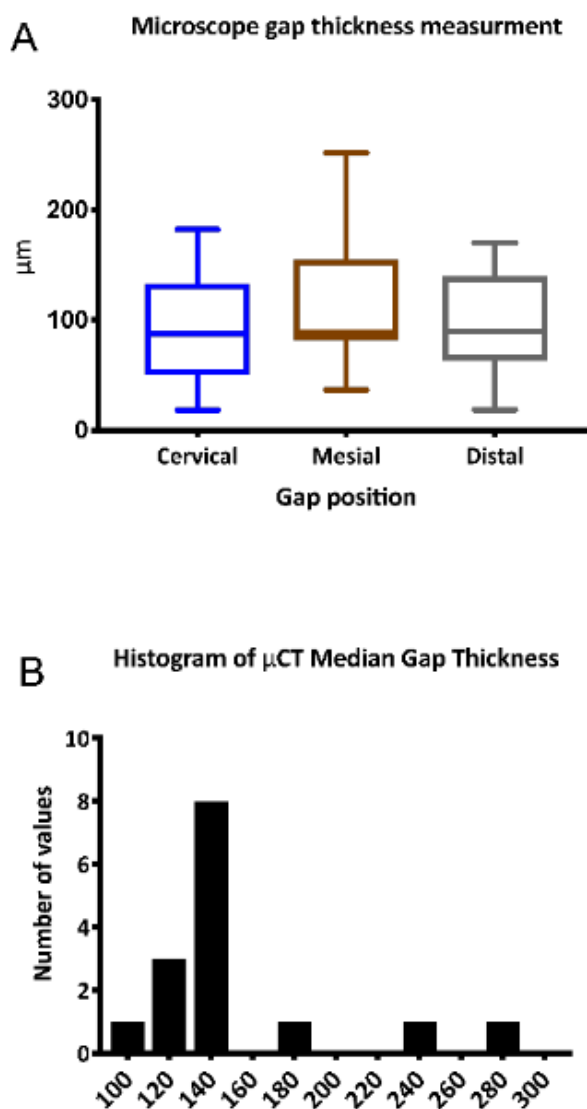 A
Microscope gap thickness measurment
300
200
100
0
μm
Cervical Mesial Distal
Gap position
B
Histogram of μCT Median Gap Thickness
10
8
6
4
2
0
Number of values
100 120 140 160 180 200 220 240 260 280 300